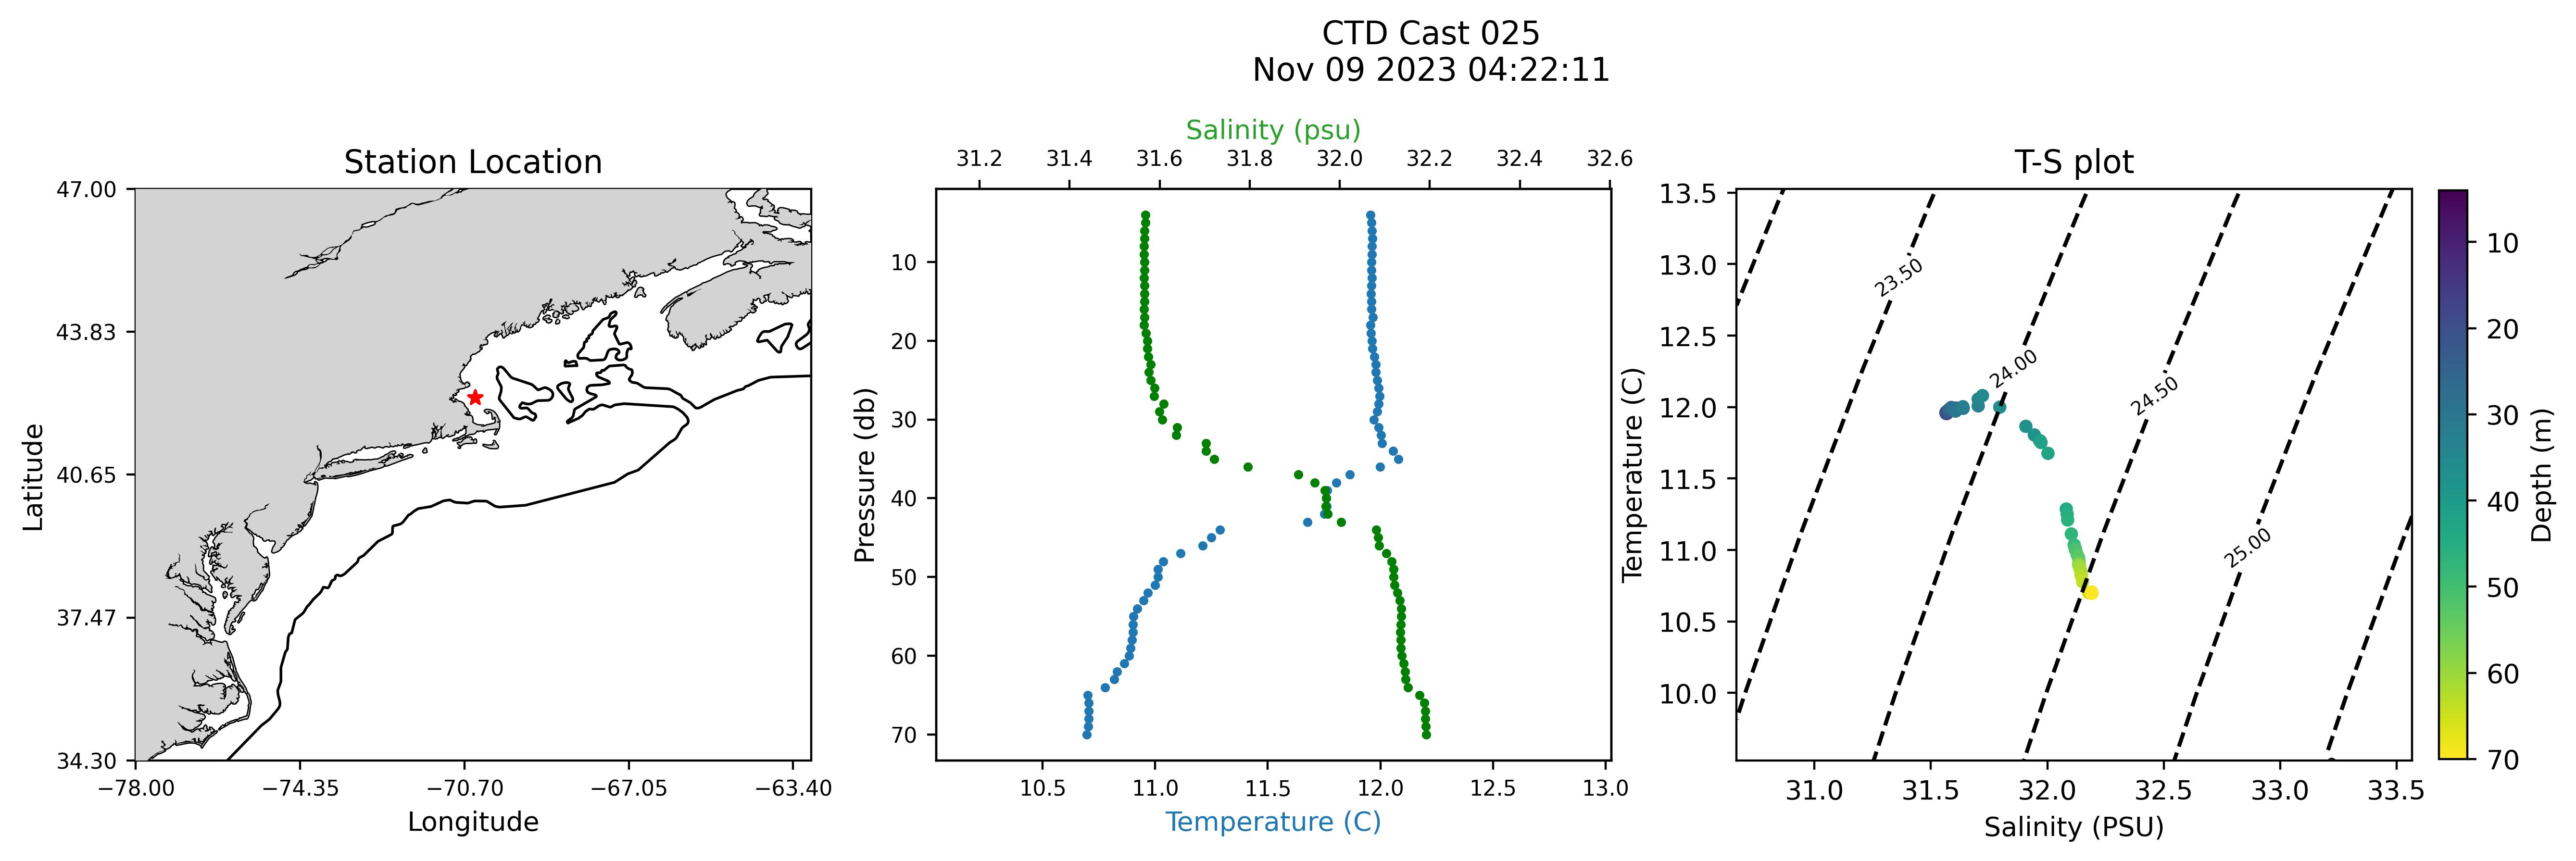 CTD Cast 025
Nov 09 2023 04:22:11
Station Location
47.00
43.83
40.65
37.47
34.30
Latitude
−78.00 −74.35 −70.70 −67.05 −63.40
Longitude
Salinity (psu)
31.2 31.4 31.6 31.8 32.0 32.2 32.4 32.6
10
20
30
40
50
60
70
Pressure (db)
10.5 11.0 11.5 12.0 12.5 13.0
Temperature (C)
T-S plot
13.5
13.0
12.5
12.0
11.5
11.0
10.5
10.0
Temperature (C)
23.50
24.00
24.50
25.00
31.0 31.5 32.0 32.5 33.0 33.5
Salinity (PSU)
10
20
30
40
50
60
70
Depth (m)